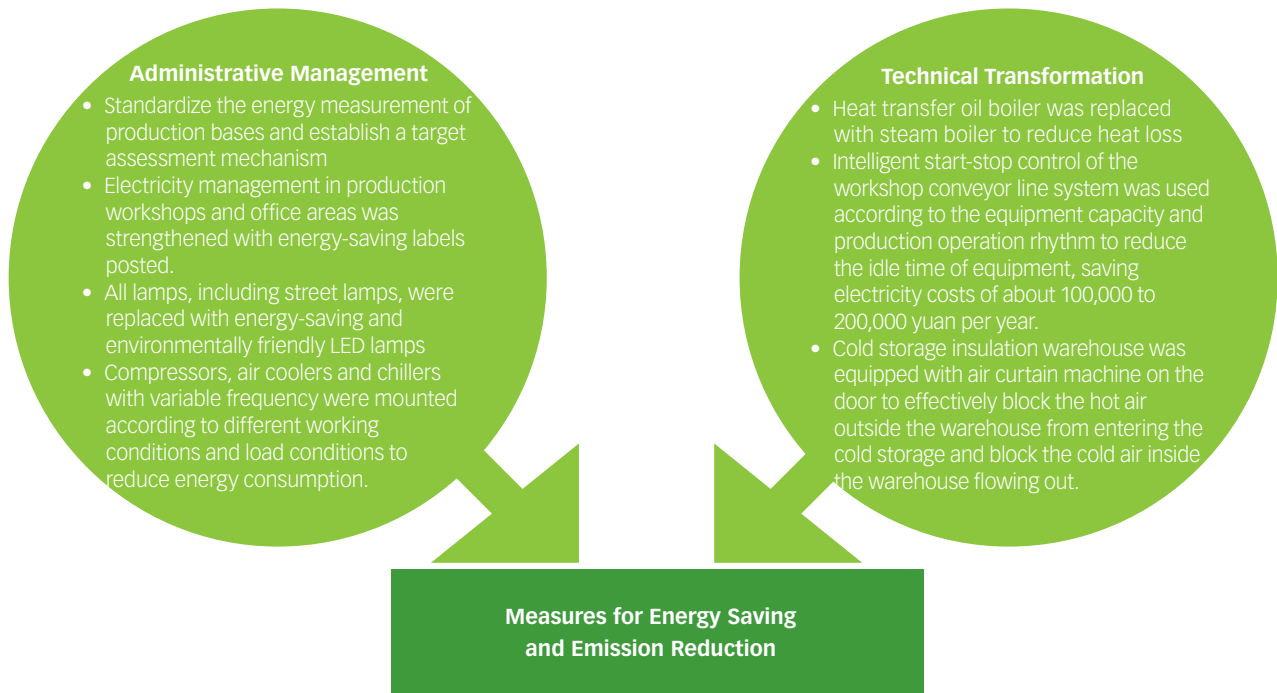 Administrative Management
• Standardize the energy measurement of
production bases and establish a target
assessment mechanism
• Electricity management in production
workshops and office areas was
strengthened with energy-saving labels
posted.
• All lamps, including street lamps, were
replaced with energy-saving and
environmentally friendly LED lamps
• Compressors, air coolers and chillers
with variable frequency were mounted
according to different working
conditions and load conditions to
reduce energy consumption.
Technical Transformation
• Heat transfer oil boiler was replaced
with steam boiler to reduce heat loss
• Intelligent start-stop control of the
workshop conveyor line system was used
according to the equipment capacity and
production operation rhythm to reduce
the idle time of equipment, saving
electricity costs of about 100,000 to
200,000 yuan per year.
• Cold storage insulation warehouse was
equipped with air curtain machine on the
door to effectively block the hot air
outside the warehouse from entering the
cold storage and block the cold air inside
the warehouse flowing out.
Measures for Energy Saving
and Emission Reduction